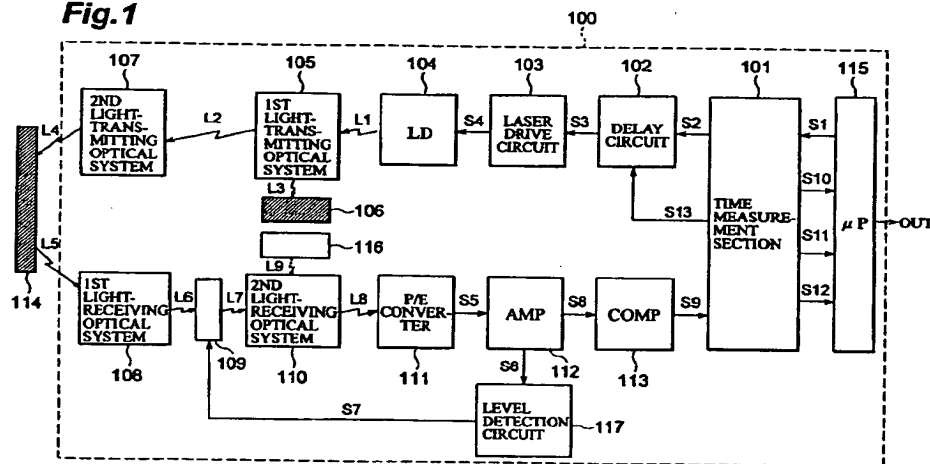 Fig.1
100
107
105
104
103
102
101
115
2ND
LIGHT-
TRANS-
MITTING
OPTICAL
SYSTEM
1ST
LIGHT-
TRANS-
MITTING
OPTICAL
SYSTEM
LD
LASER
DRIVE
CIRCUIT
DELAY
CIRCUIT
TIME
MEASURE-
MENT
SECTION
μP
L4
L2
L1
S4
S3
S2
S1
S10
S13
S11
S12
OUT
L3
106
116
L9
L5
114
1ST
LIGHT-
RECEIVING
OPTICAL
SYSTEM
L6
L7
2ND
LIGHT-
RECEIVING
OPTICAL
SYSTEM
L8
P/E
CONVER-
TER
S5
AMP
S8
COMP
S9
108
109
110
111
S6
112
113
S7
LEVEL
DETECTION
CIRCUIT
117